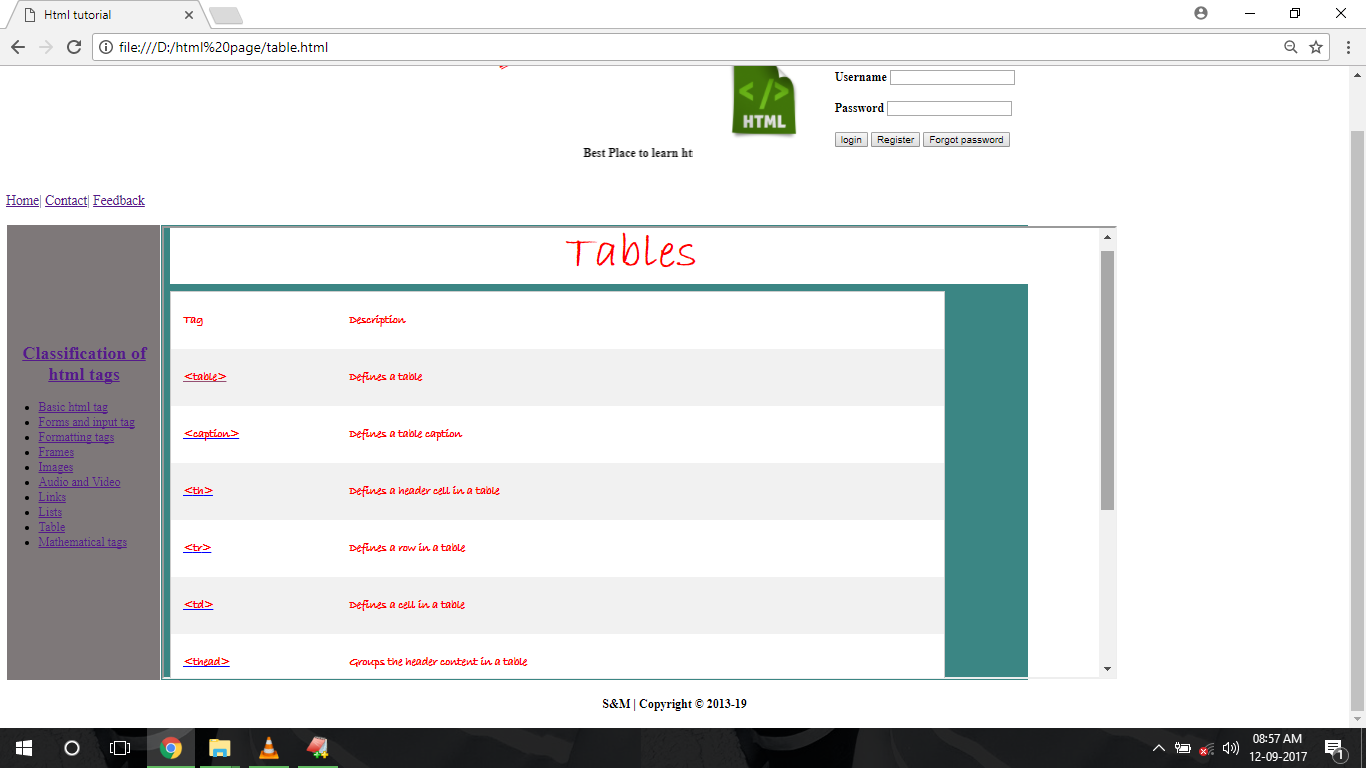 Html tutorial
file:///D:/html%20page/table.html
</>
HTML
Username
Password
login Register Forgot password
Best Place to learn ht
Home| Contact| Feedback
Tables
Classification of
html tags
Basic html tag
Forms and input tag
Formatting tags
Frames
Images
Audio and Video
Links
Lists
Table
Mathematical tags
Tag Description
<table> Defines a table
<caption> Defines a table caption
<th> Defines a header cell in a table
<tr> Defines a row in a table
<td> Defines a cell in a table
<thead> Groups the header content in a table
S&M | Copyright © 2013-19
08:57 AM
12-09-2017
1